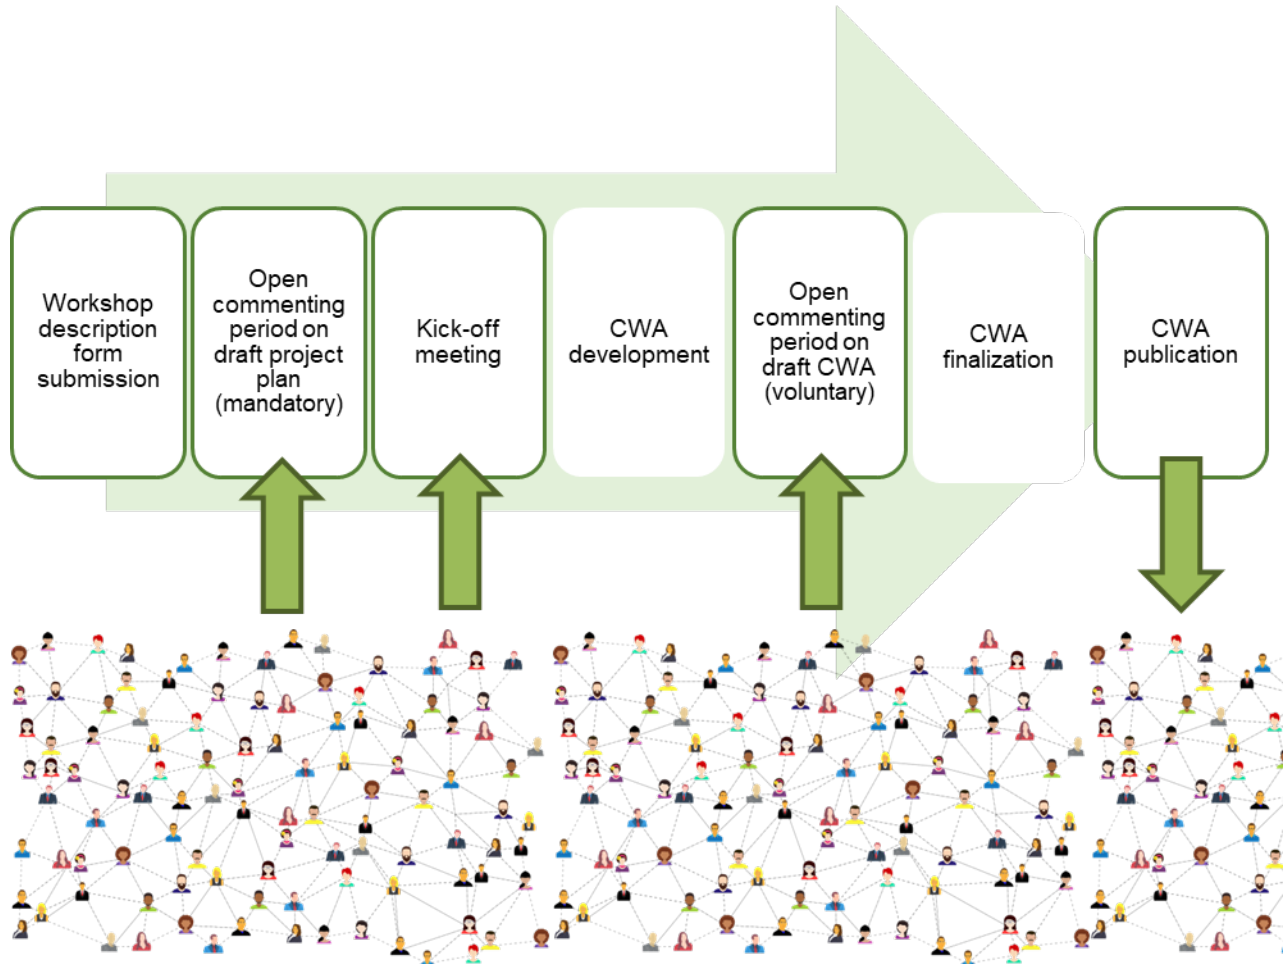 Workshop
description
form
submission
Open
commenting
period on
draft project
plan
(mandatory)
Kick-off
meeting
CWA
development
Open
commenting
period on
draft CWA
(voluntary)
CWA
finalization
CWA
publication